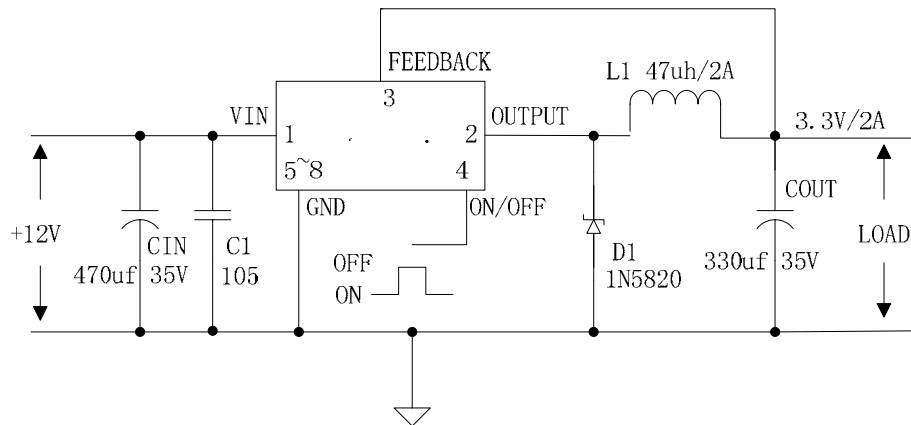 FEEDBACK
L1 47uh/2A
3
VIN
OUTPUT
3.3V/2A
1
2
5~8
4
GND
ON/OFF
COUT
+12V
CIN
C1
OFF
D1
LOAD
470uf 35V
105
ON
1N5820
330uf 35V